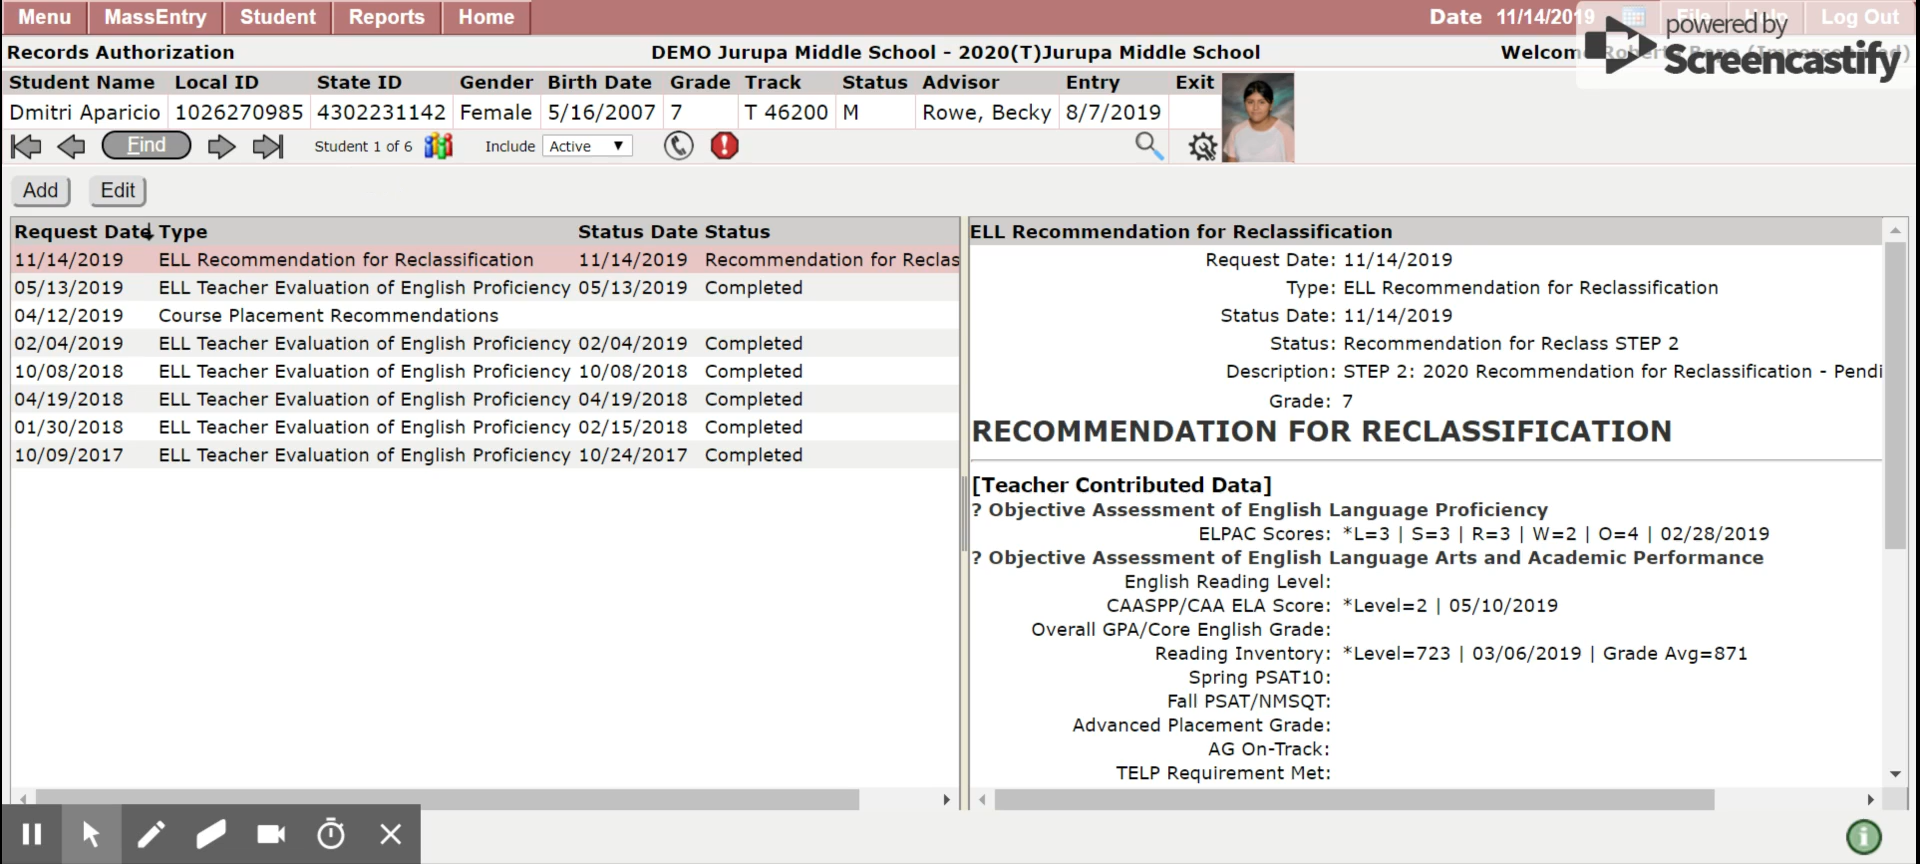 Menu MassEntry Student Reports Home Date 11/14/2019 File Help Log Out
powered by
Screencastify
Records Authorization DEMO Jurupa Middle School - 2020(T)Jurupa Middle School Welcom
Student Name Local ID State ID Gender Birth Date Grade Track Status Advisor Entry Exit
Dmitri Aparicio 1026270985 4302231142 Female 5/16/2007 7 T 46200 M Rowe, Becky 8/7/2019
Find Student 1 of 6 Include Active
Add Edit
Request Date Type Status Date Status
11/14/2019 ELL Recommendation for Reclassification 11/14/2019 Recommendation for Reclas
05/13/2019 ELL Teacher Evaluation of English Proficiency 05/13/2019 Completed
04/12/2019 Course Placement Recommendations
02/04/2019 ELL Teacher Evaluation of English Proficiency 02/04/2019 Completed
10/08/2018 ELL Teacher Evaluation of English Proficiency 10/08/2018 Completed
04/19/2018 ELL Teacher Evaluation of English Proficiency 04/19/2018 Completed
01/30/2018 ELL Teacher Evaluation of English Proficiency 02/15/2018 Completed
10/09/2017 ELL Teacher Evaluation of English Proficiency 10/24/2017 Completed
ELL Recommendation for Reclassification
Request Date: 11/14/2019
Type: ELL Recommendation for Reclassification
Status Date: 11/14/2019
Status: Recommendation for Reclass STEP 2
Description: STEP 2: 2020 Recommendation for Reclassification - Pendi
Grade: 7
RECOMMENDATION FOR RECLASSIFICATION
[Teacher Contributed Data]
? Objective Assessment of English Language Proficiency
ELPAC Scores: *L=3 | S=3 | R=3 | W=2 | O=4 | 02/28/2019
? Objective Assessment of English Language Arts and Academic Performance
English Reading Level:
CAASPP/CAA ELA Score: *Level=2 | 05/10/2019
Overall GPA/Core English Grade:
Reading Inventory: *Level=723 | 03/06/2019 | Grade Avg=871
Spring PSAT10:
Fall PSAT/NMSQT:
Advanced Placement Grade:
AG On-Track:
TELP Requirement Met: